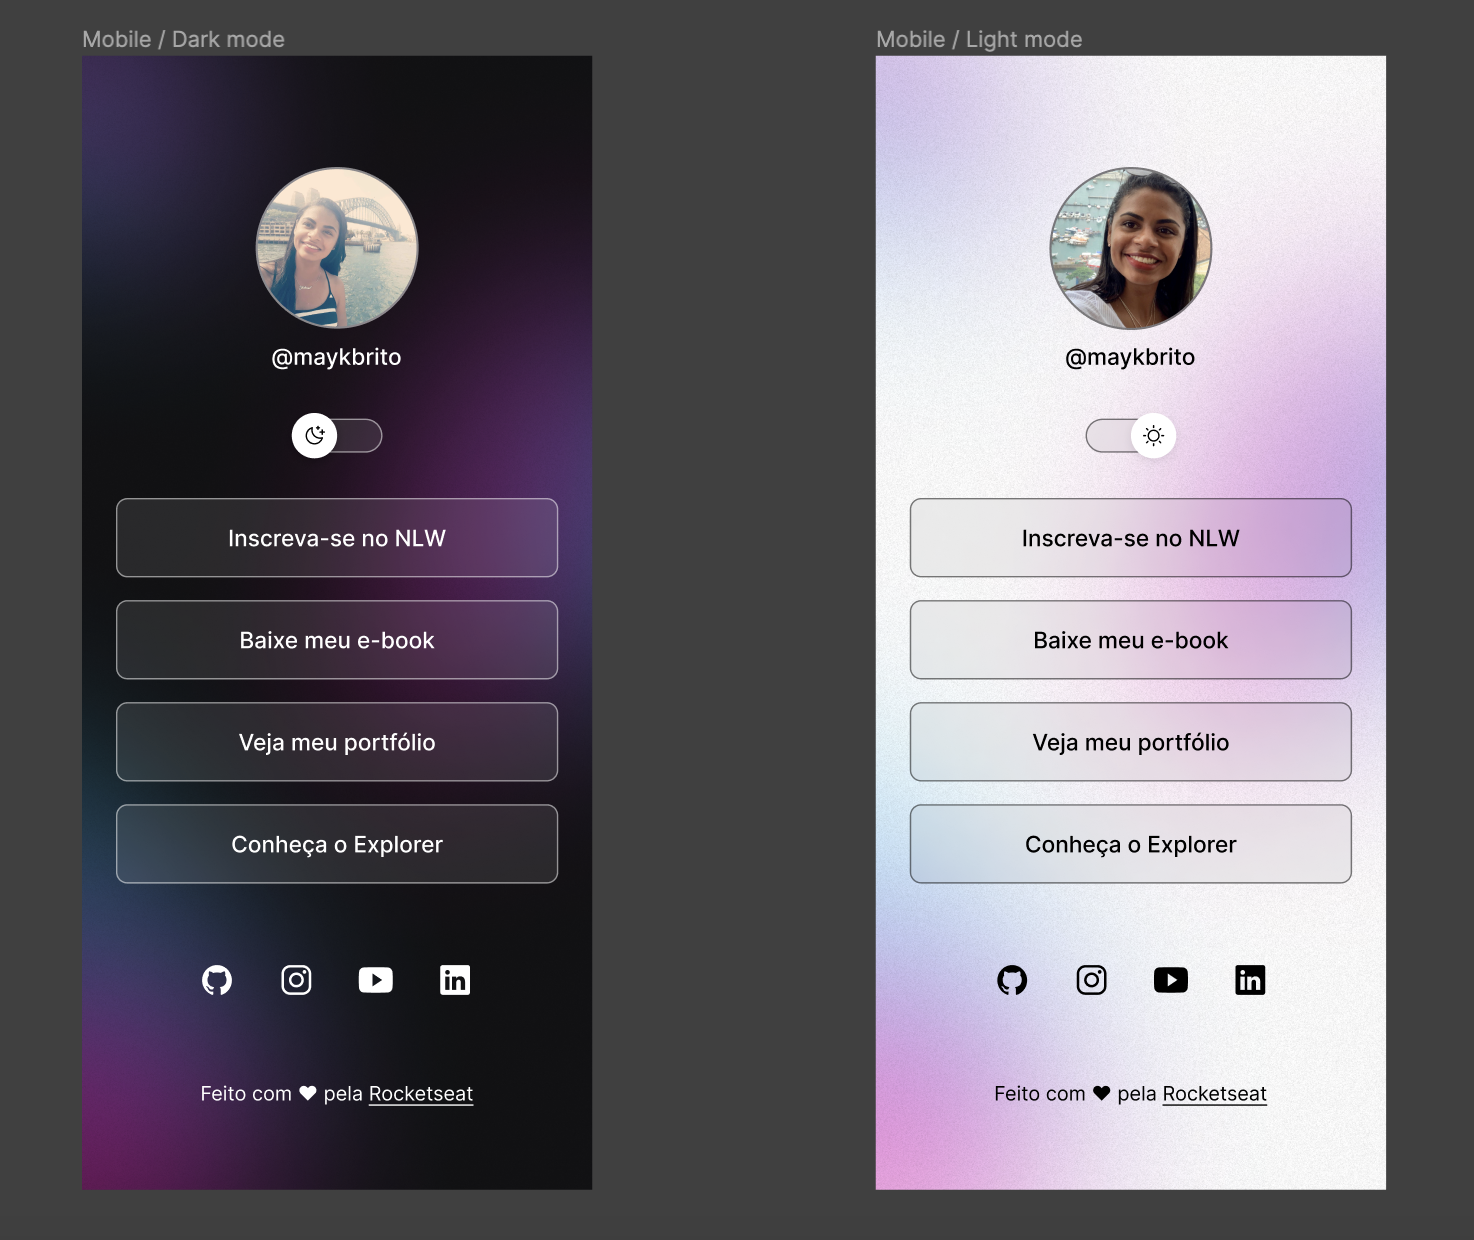 Mobile / Dark mode
@maykbrito
Inscreva-se no NLW
Baixe meu e-book
Veja meu portfólio
Conheça o Explorer
in
Feito com ♥ pela Rocketseat
Mobile / Light mode
@maykbrito
Inscreva-se no NLW
Baixe meu e-book
Veja meu portfólio
Conheça o Explorer
in
Feito com ♥ pela Rocketseat